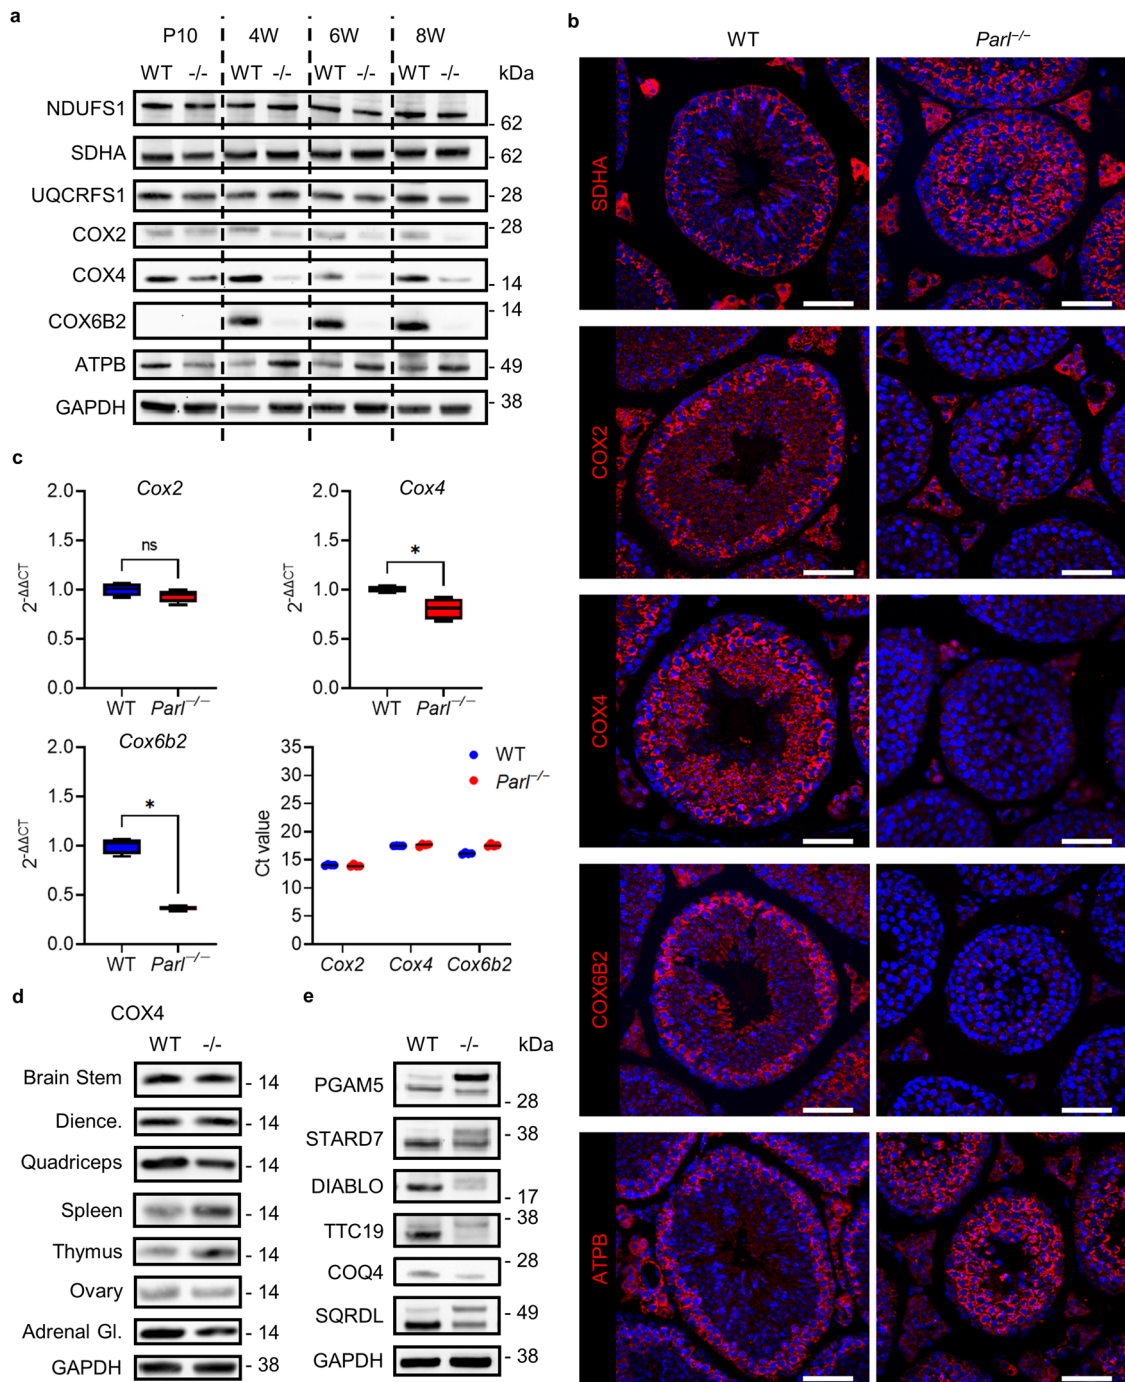 a
P10 4W 6W 8W
WT -/- WT -/- WT -/- WT -/- kDa
NDUFS1 - 62
SDHA - 62
UQCRFS1 - 28
COX2 - 28
COX4 - 14
COX6B2 - 14
ATPB - 49
GAPDH - 38
b
WT Parl–/–
SDHA
COX2
COX4
COX6B2
ATPB
c
Cox2
2-ΔΔCT
2.0
1.5
1.0
0.5
0.0
ns
WT Parl–/–
Cox4
2-ΔΔCT
2.0
1.5
1.0
0.5
0.0
*
WT Parl–/–
Cox6b2
2-ΔΔCT
2.0
1.5
1.0
0.5
0.0
*
WT Parl–/–
Ct value
35
30
25
20
15
10
5
0
WT
Parl–/–
Cox2 Cox4 Cox6b2
d
COX4
WT -/-
Brain Stem - 14
Dience. - 14
Quadriceps - 14
Spleen - 14
Thymus - 14
Ovary - 14
Adrenal Gl. - 14
GAPDH - 38
e
WT -/- kDa
PGAM5 - 28
STARD7 - 38
DIABLO - 17
TTC19 - 38
COQ4 - 28
SQRDL - 49
GAPDH - 38